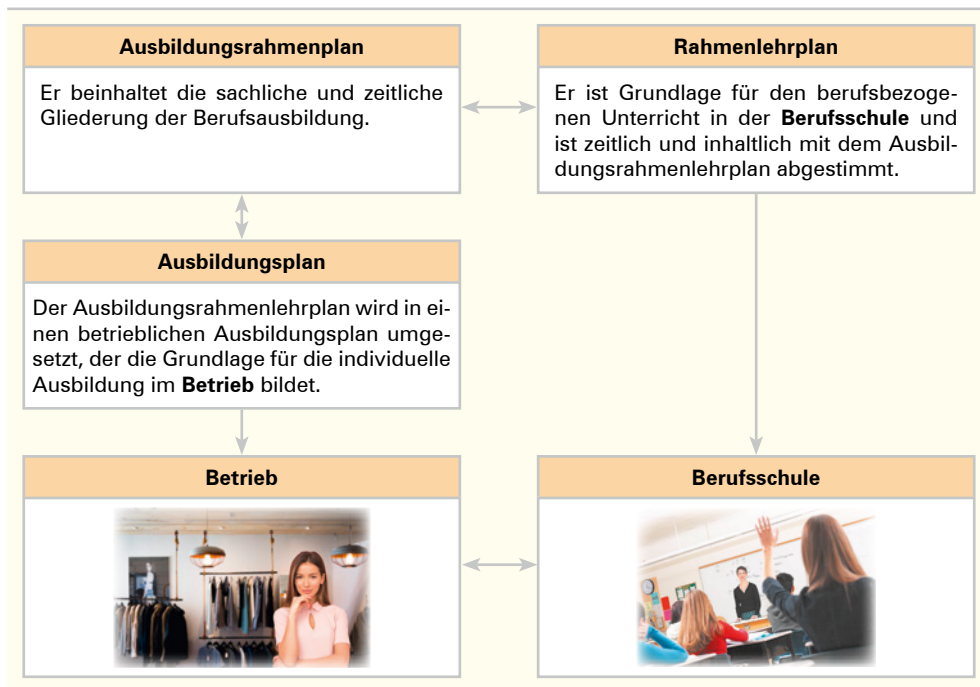 Ausbildungsrahmenplan
Er beinhaltet die sachliche und zeitliche
Gliederung der Berufsausbildung.
Rahmenlehrplan
Er ist Grundlage für den berufsbezoge-
nen Unterricht in der Berufsschule und
ist zeitlich und inhaltlich mit dem Ausbil-
dungsrahmenlehrplan abgestimmt.
Ausbildungsplan
Der Ausbildungsrahmenlehrplan wird in ei-
nen betrieblichen Ausbildungsplan umge-
setzt, der die Grundlage für die individuelle
Ausbildung im Betrieb bildet.
Betrieb
Berufsschule